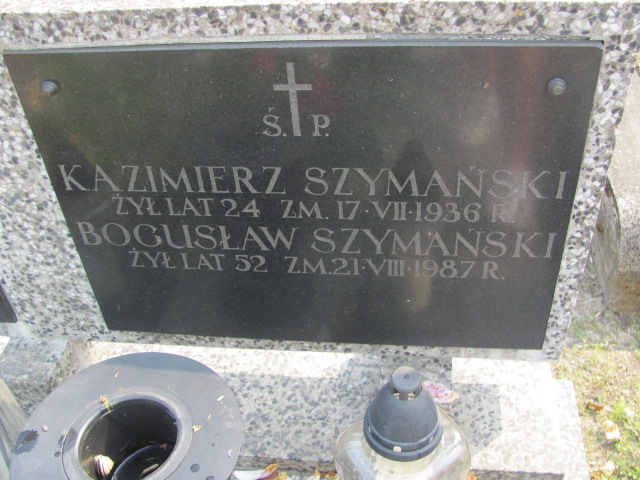 Ś. P.
KAZIMIERZ SZYMAŃSKI
ŻYŁ LAT 24 ZM. 17·VII·1936 R.
BOGUSŁAW SZYMAŃSKI
ŻYŁ LAT 52 ZM. 21·VIII·1987 R.